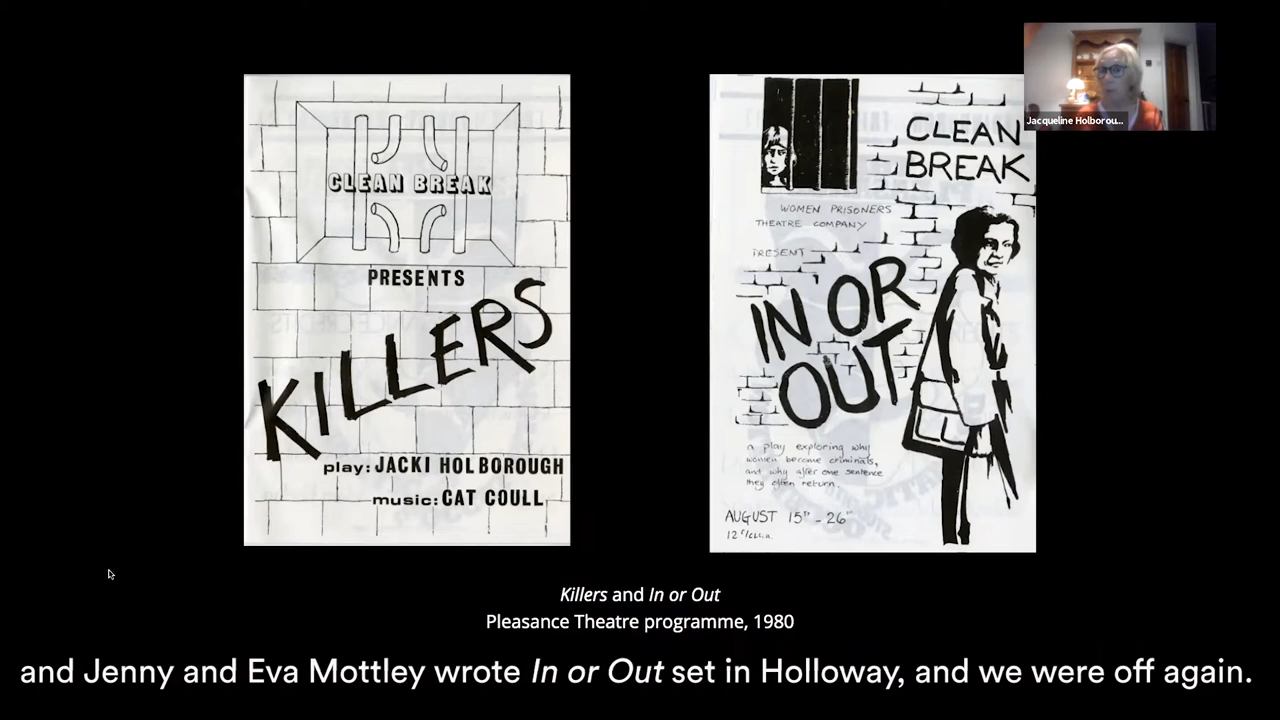 CLEAN BREAK
PRESENTS
KILLERS
play: JACKI HOLBOROUGH
music: CAT COULL
CLEAN
BREAK
WOMEN PRISONERS
THEATRE COMPANY
PRESENT
IN OR
OUT
a play exploring why
women become criminals,
and why after one sentence
they often return.
AUGUST 15TH - 26TH
Jacqueline Holborou...
Killers and In or Out
Pleasance Theatre programme, 1980
and Jenny and Eva Mottley wrote In or Out set in Holloway, and we were off again.